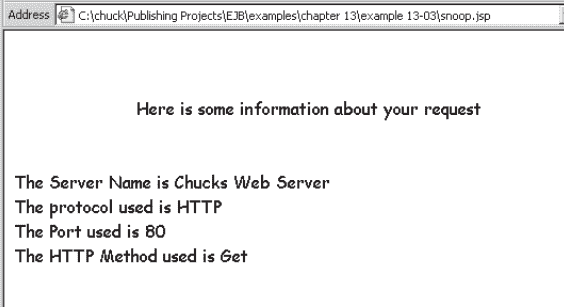 Address C:\chuck\Publishing Projects\EJB\examples\chapter 13\example 13-03\snoop.jsp
Here is some information about your request
The Server Name is Chucks Web Server
The protocol used is HTTP
The Port used is 80
The HTTP Method used is Get